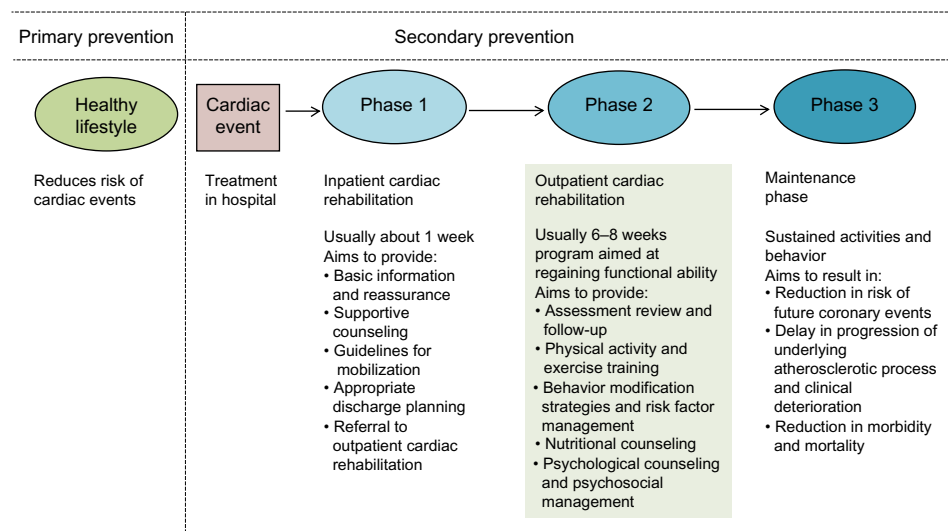 Primary prevention
Secondary prevention
Healthy
lifestyle
Reduces risk of
cardiac events
Cardiac
event
Treatment
in hospital
Phase 1
Inpatient cardiac
rehabilitation
Usually about 1 week
Aims to provide:
• Basic information
and reassurance
• Supportive
counseling
• Guidelines for
mobilization
• Appropriate
discharge planning
• Referral to
outpatient cardiac
rehabilitation
Phase 2
Outpatient cardiac
rehabilitation
Usually 6–8 weeks
program aimed at
regaining functional ability
Aims to provide:
• Assessment review and
follow-up
• Physical activity and
exercise training
• Behavior modification
strategies and risk factor
management
• Nutritional counseling
• Psychological counseling
and psychosocial
management
Phase 3
Maintenance
phase
Sustained activities and
behavior
Aims to result in:
• Reduction in risk of
future coronary events
• Delay in progression of
underlying
atherosclerotic process
and clinical
deterioration
• Reduction in morbidity
and mortality